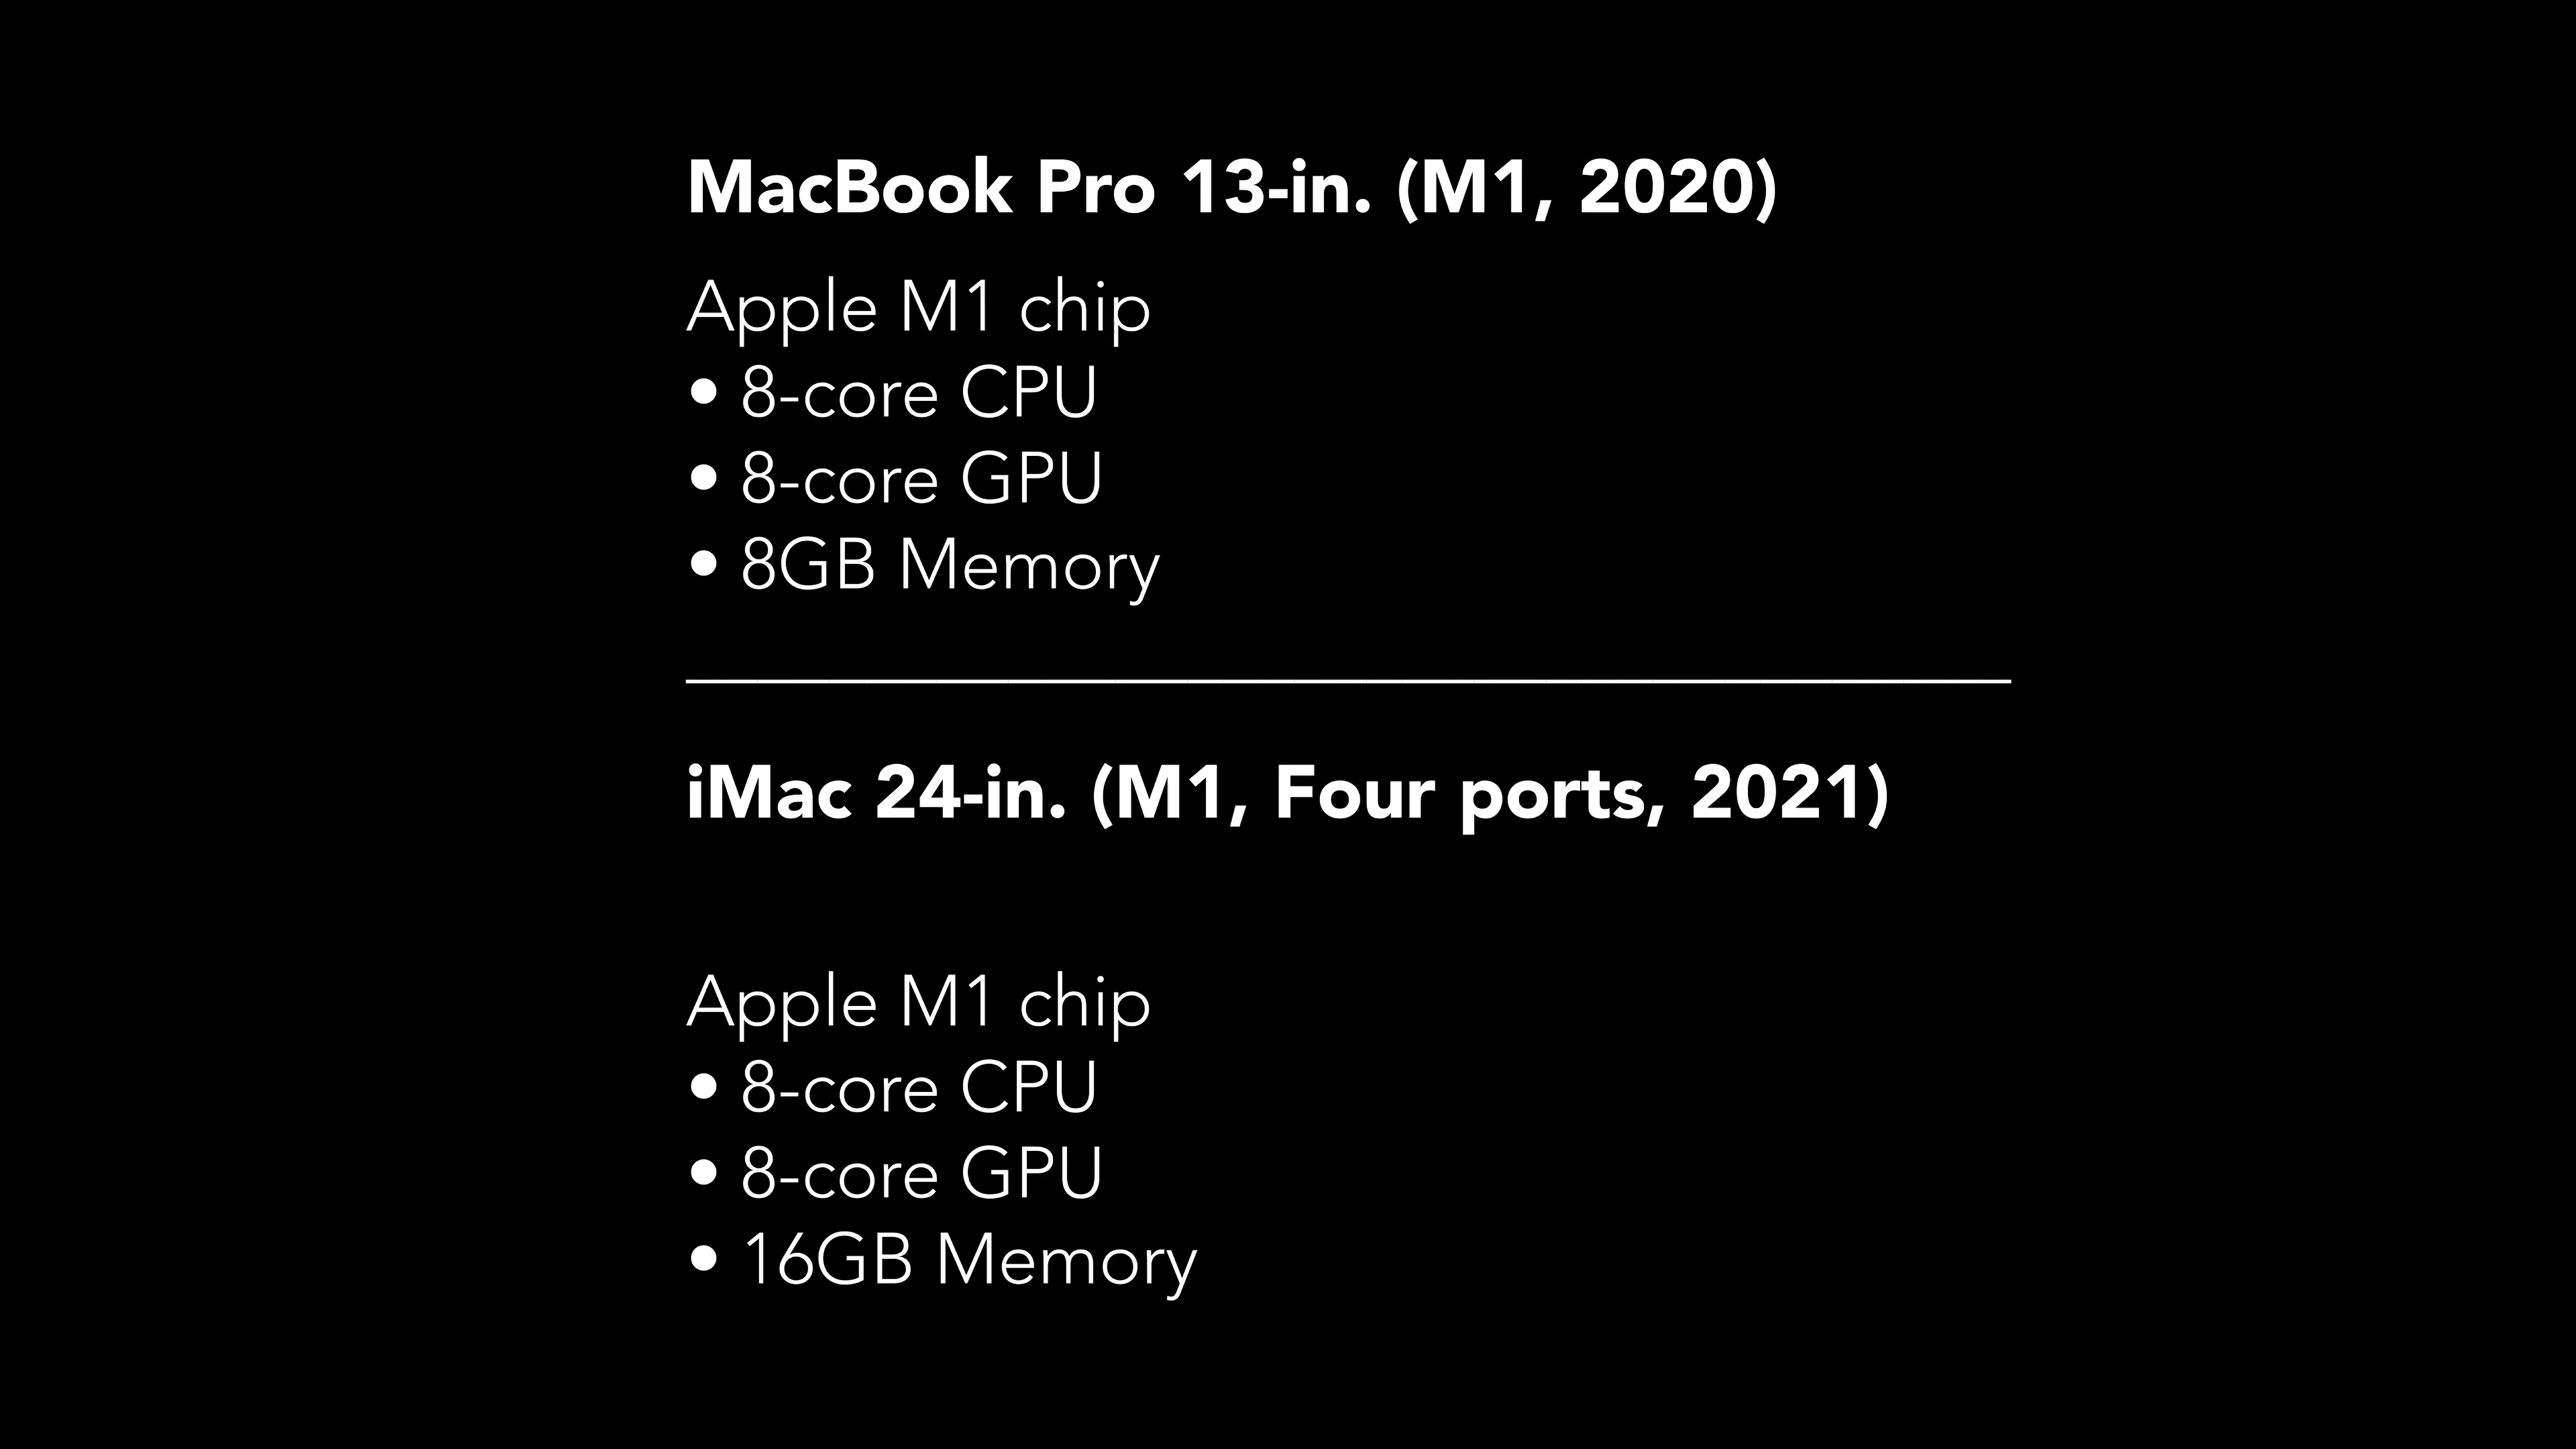 MacBook Pro 13-in. (M1, 2020)
Apple M1 chip
• 8-core CPU
• 8-core GPU
• 8GB Memory
iMac 24-in. (M1, Four ports, 2021)
Apple M1 chip
• 8-core CPU
• 8-core GPU
• 16GB Memory